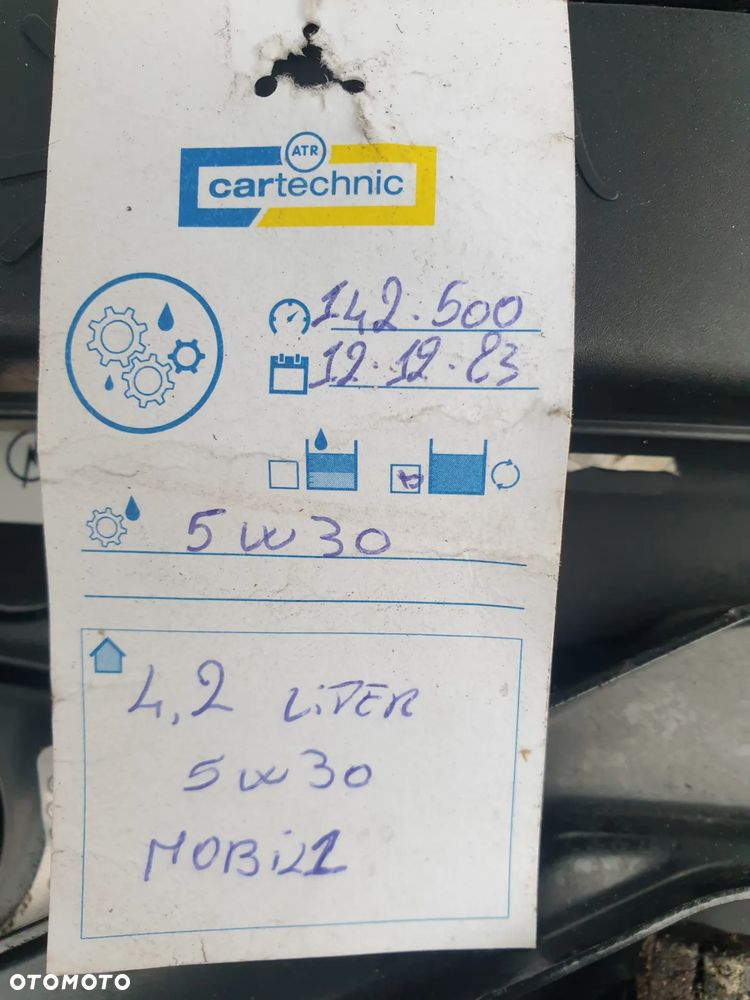 ATR
cartechnic
142.500
12.12.23
5w30
4,2 LiTER
5w30
MOBiL1
OTOMOTO